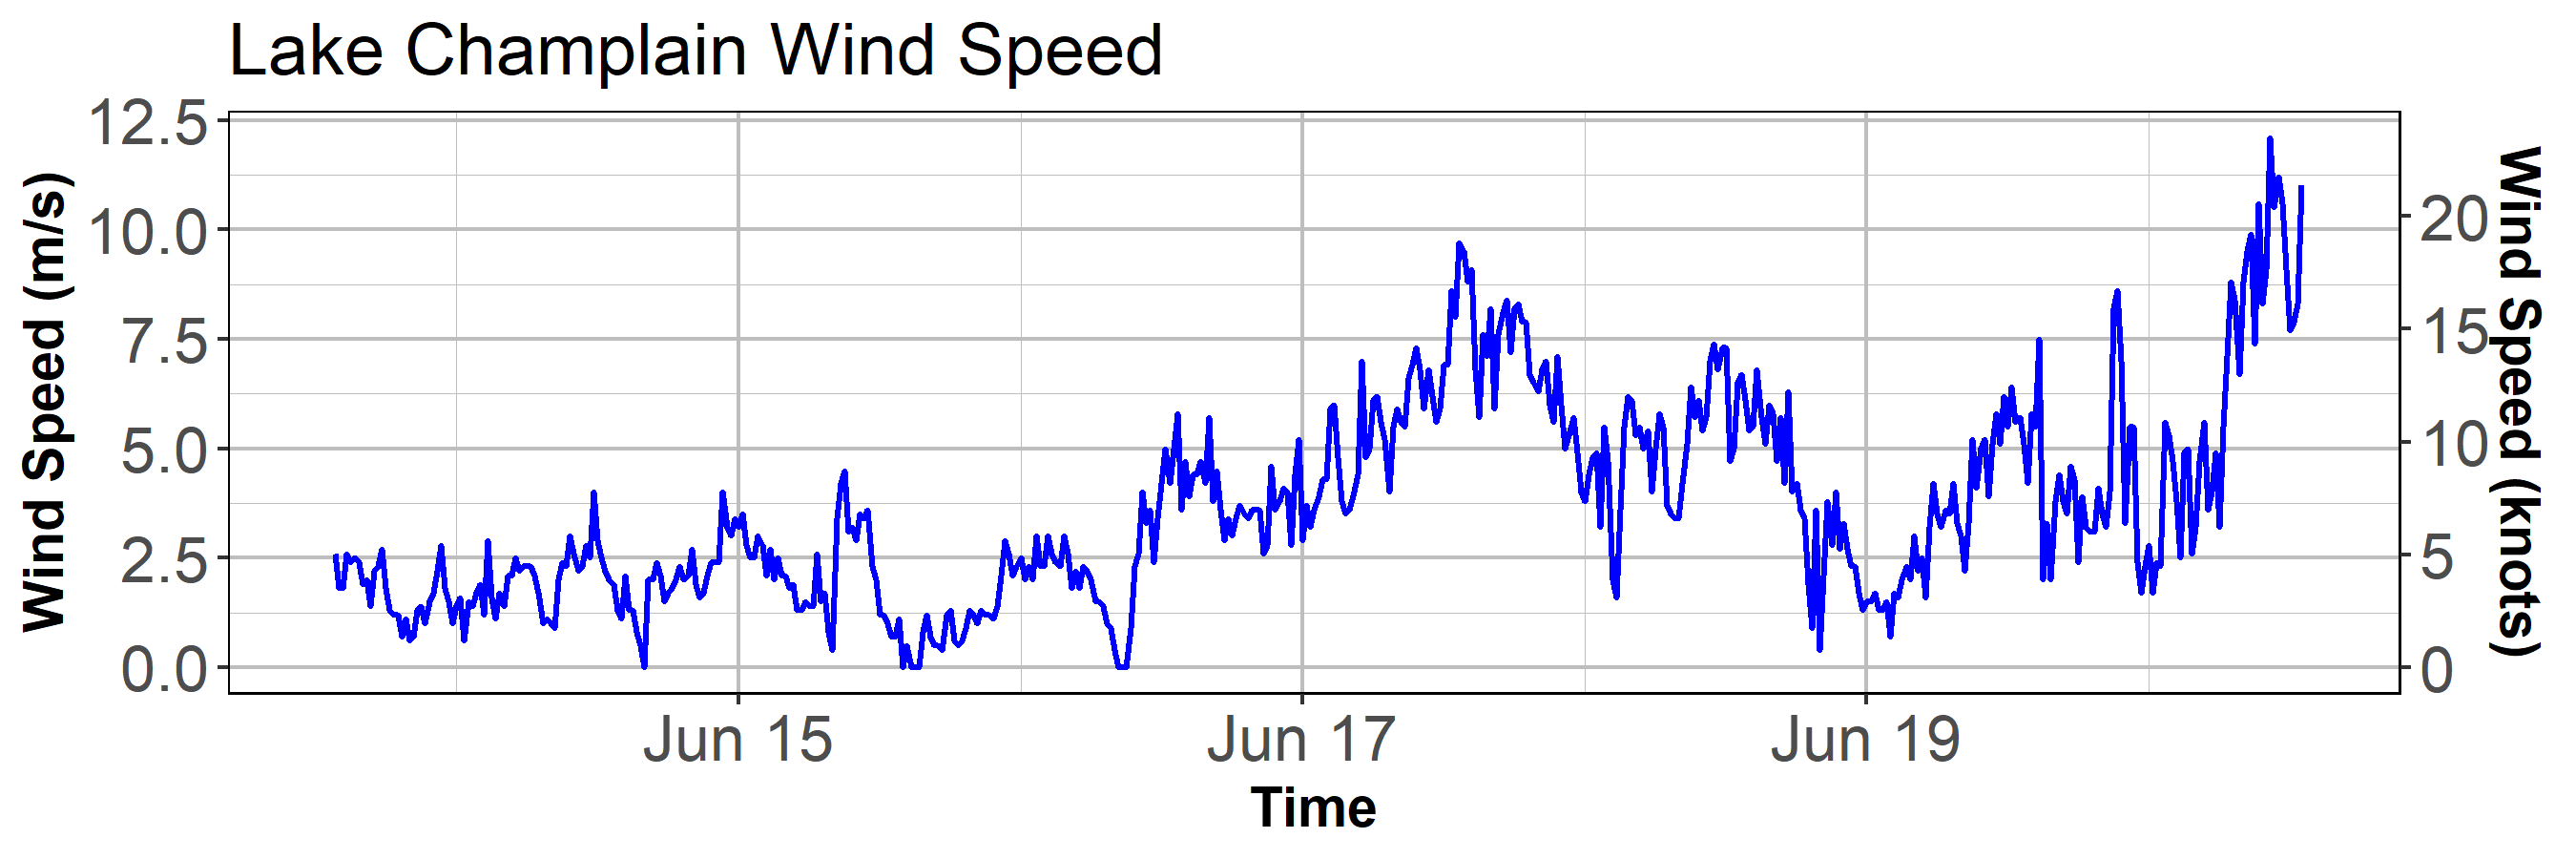 Lake Champlain Wind Speed
12.5
10.0
7.5
5.0
2.5
0.0
Wind Speed (m/s)
20
15
10
5
0
Wind Speed (knots)
Jun 15
Jun 17
Jun 19
Time